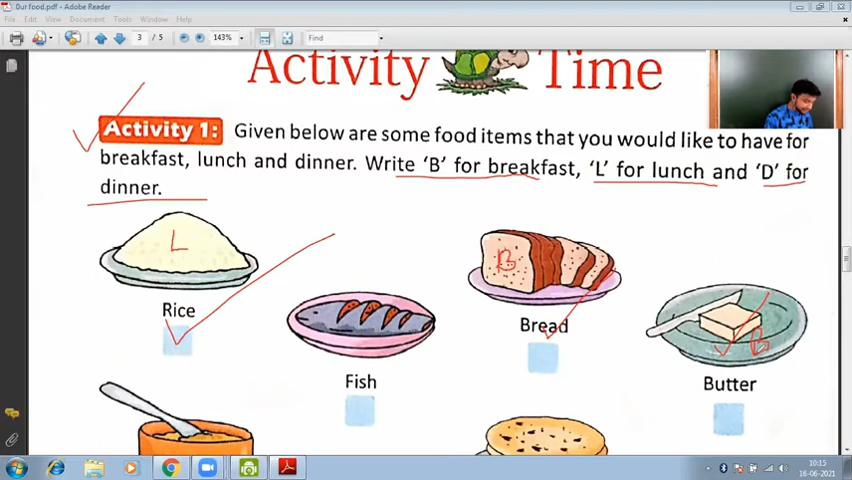 Our food.pdf - Adobe Reader
File Edit View Document Tools Window Help
3 / 5 143% Find
Activity Time
Activity 1: Given below are some food items that you would like to have for
breakfast, lunch and dinner. Write ‘B’ for breakfast, ‘L’ for lunch and ‘D’ for
dinner.
L
B
Rice
Bread
B
Fish
Butter
10:15
16-06-2021